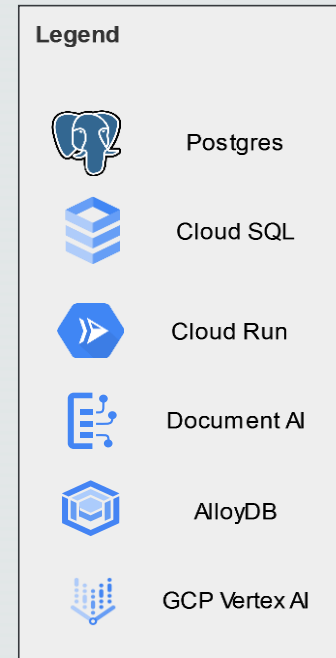 Legend
Postgres
Cloud SQL
Cloud Run
Document AI
AlloyDB
GCP Vertex AI